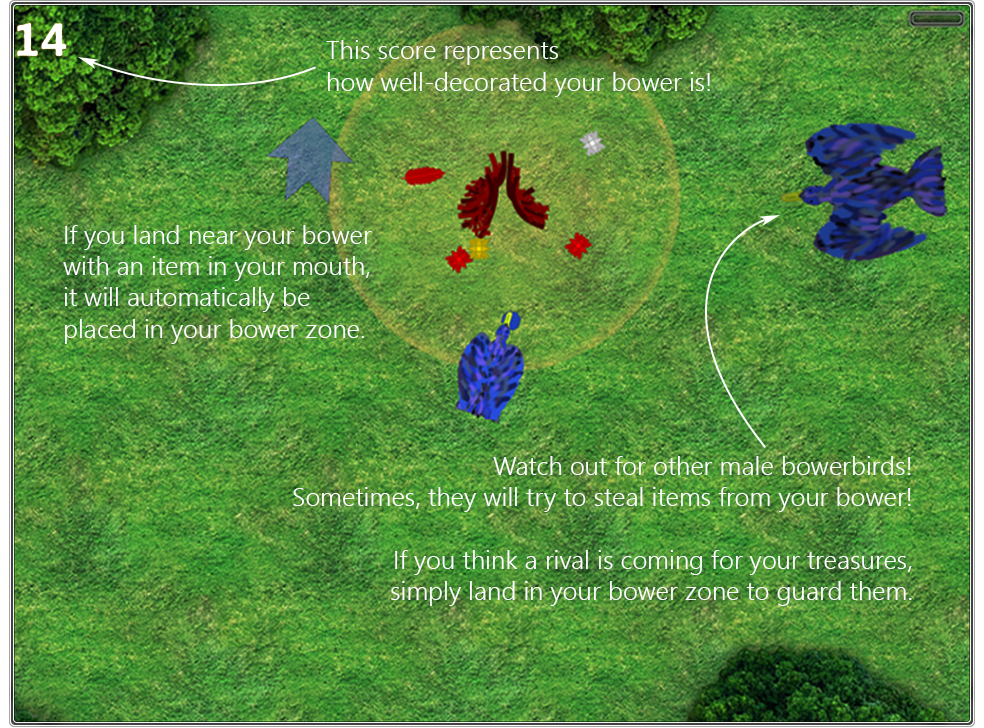 14
This score represents
how well-decorated your bower is!
If you land near your bower
with an item in your mouth,
it will automatically be
placed in your bower zone.
Watch out for other male bowerbirds!
Sometimes, they will try to steal items from your bower!
If you think a rival is coming for your treasures,
simply land in your bower zone to guard them.